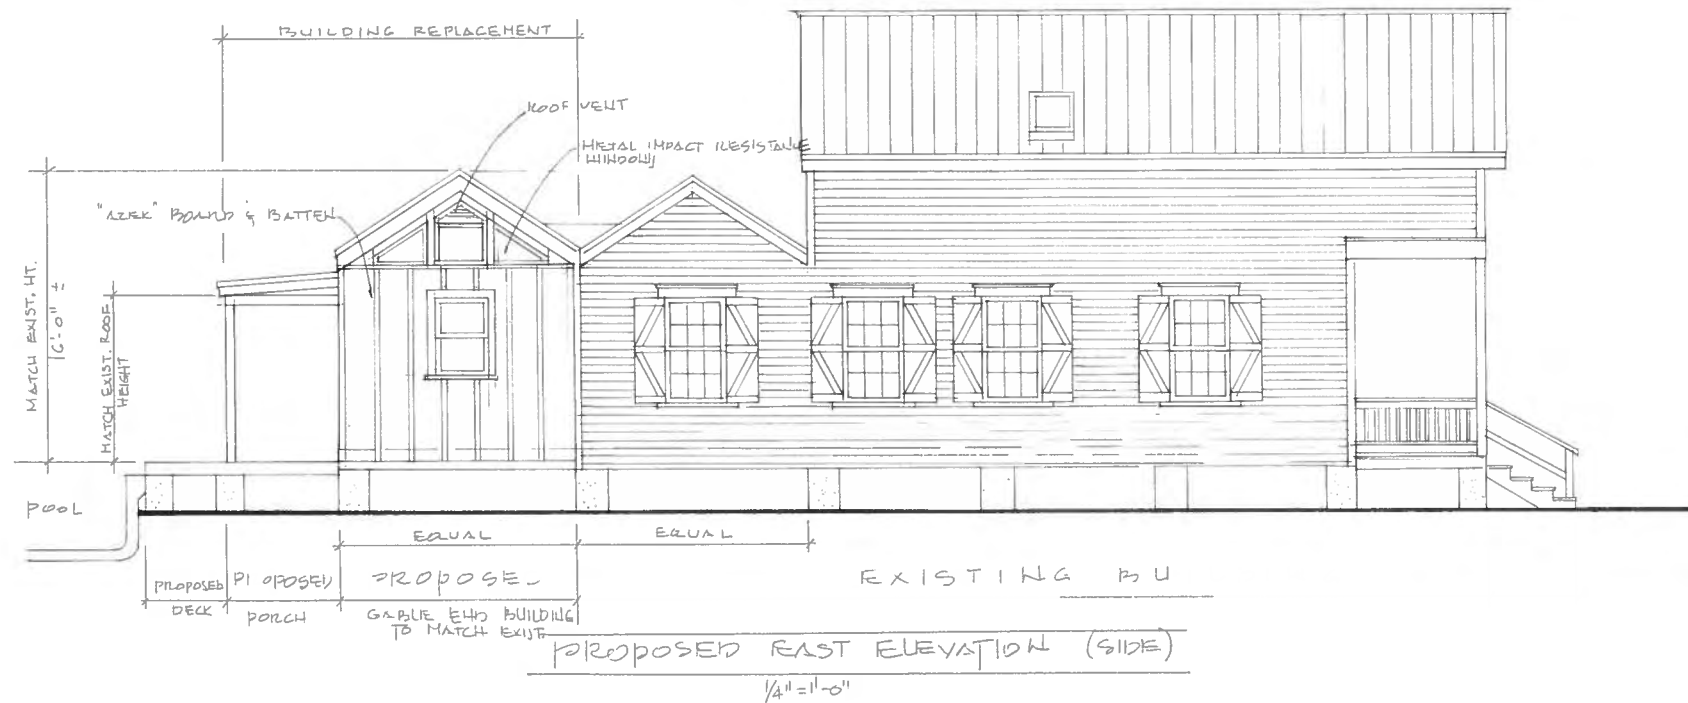 BUILDING REPLACEMENT
ROOF VENT
METAL IMPACT RESISTANCE
WINDOW
"AZEK" BOARD & BATTEN
MATCH EXIST. HT.
16'-0" ±
MATCH EXIST. ROOF
HEIGHT
POOL
EQUAL
EQUAL
PROPOSED
DECK
PROPOSED
PORCH
PROPOSE
GABLE END BUILDING
TO MATCH EXIST.
EXISTING BU
PROPOSED EAST ELEVATION (SIDE)
1/4"=1'-0"